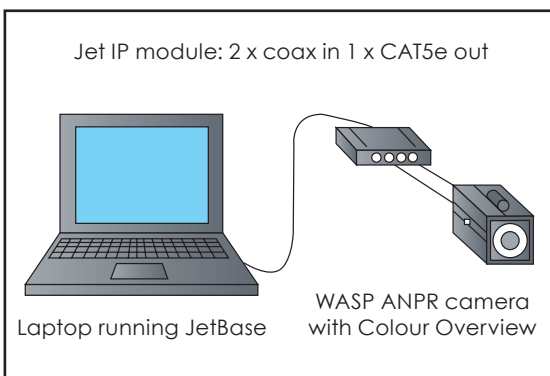 Jet IP module: 2 x coax in 1 x CAT5e out
Laptop running JetBase
WASP ANPR camera
with Colour Overview